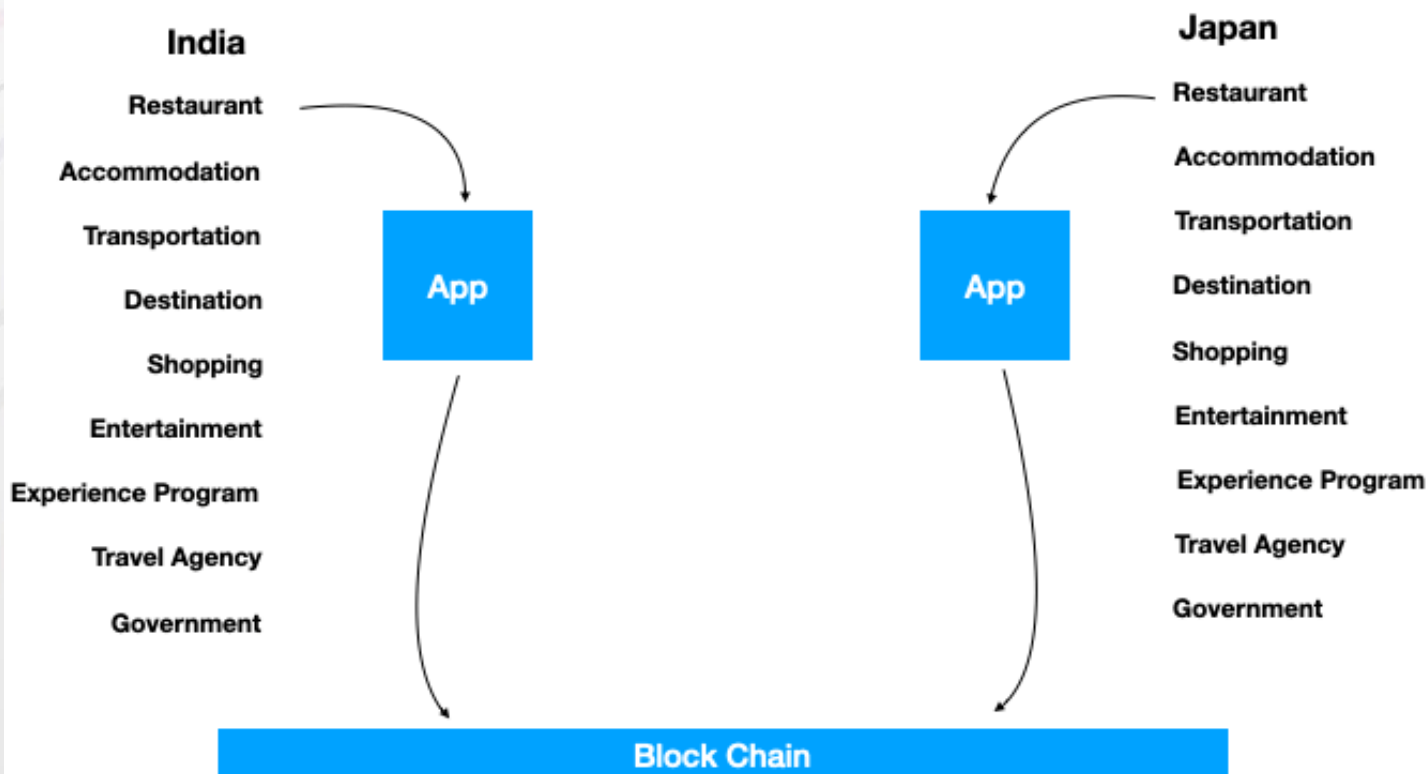 India
Restaurant
Accommodation
Transportation
Destination
Shopping
Entertainment
Experience Program
Travel Agency
Government
App
Japan
Restaurant
Accommodation
Transportation
Destination
Shopping
Entertainment
Experience Program
Travel Agency
Government
App
Block Chain